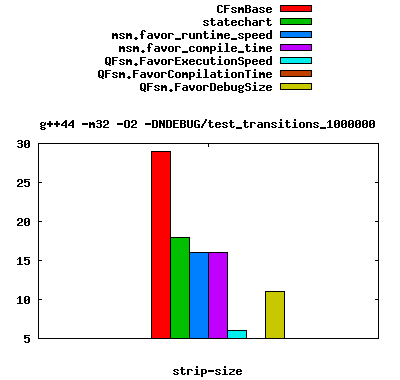 CFsmBase
statechart
msm.favor_runtime_speed
msm.favor_compile_time
QFsm.FavorExecutionSpeed
QFsm.FavorCompilationTime
QFsm.FavorDebugSize
g++44 -m32 -O2 -DNDEBUG/test_transitions_1000000
30
25
20
15
10
5
strip-size